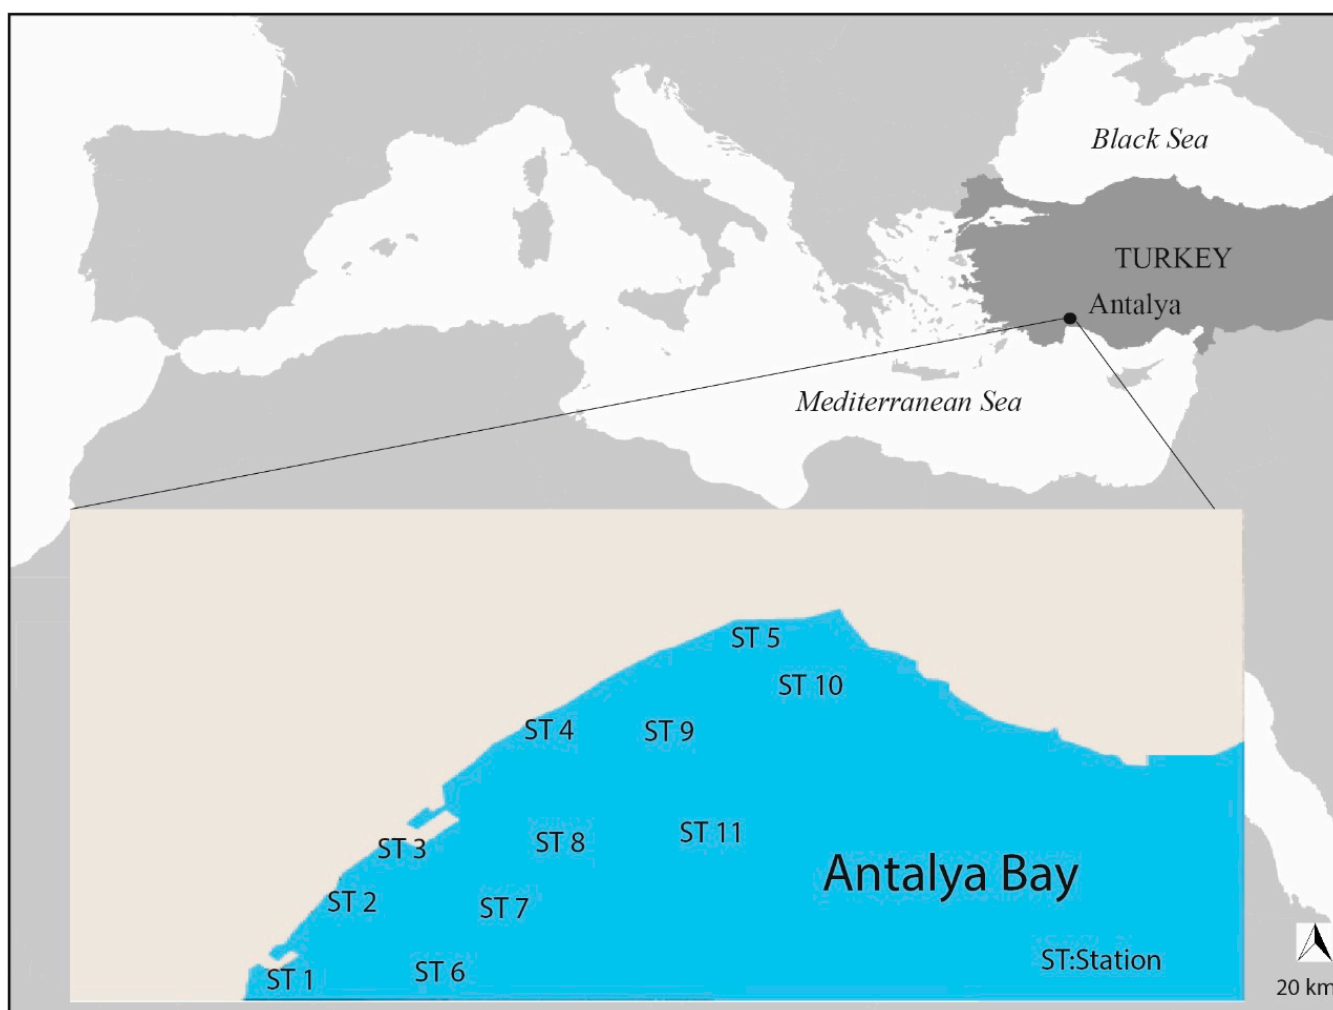 Black Sea
TURKEY
Antalya
Mediterranean Sea
ST 5
ST 10
ST 4
ST 9
ST 3
ST 8
ST 11
Antalya Bay
ST 2
ST 7
ST:Station
ST 1
ST 6
20 km